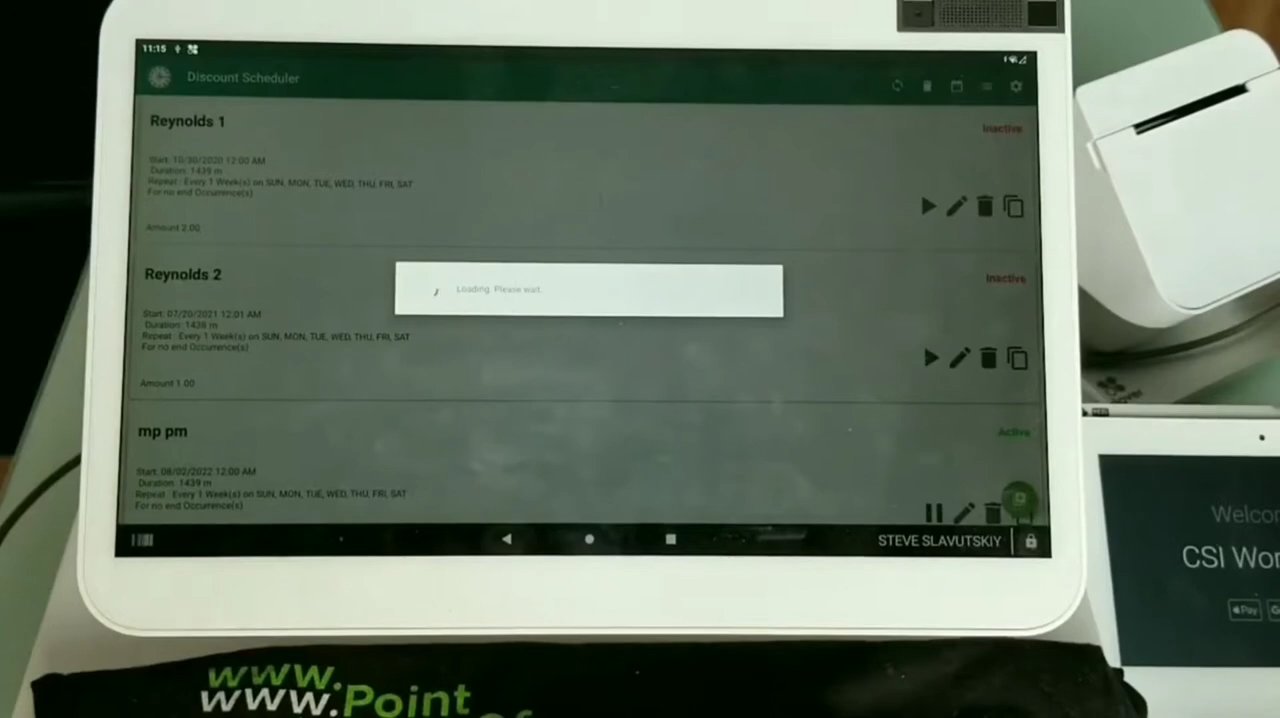 11:15
Discount Scheduler
Reynolds 1
Inactive
Start: 10/30/2020 12:00 AM
Duration: 1439 m
Repeat : Every 1 Week(s) on SUN, MON, TUE, WED, THU, FRI, SAT
For no end Occurrence(s)
Amount 2.00
Reynolds 2
Inactive
Start: 07/20/2021 12:01 AM
Duration: 1438 m
Repeat : Every 1 Week(s) on SUN, MON, TUE, WED, THU, FRI, SAT
For no end Occurrence(s)
Amount 1.00
Loading. Please wait.
mp pm
Active
Start: 08/02/2022 12:00 AM
Duration: 1439 m
Repeat : Every 1 Week(s) on SUN, MON, TUE, WED, THU, FRI, SAT
For no end Occurrence(s)
STEVE SLAVUTSKIY
CSI
Pay
www.
www.Point